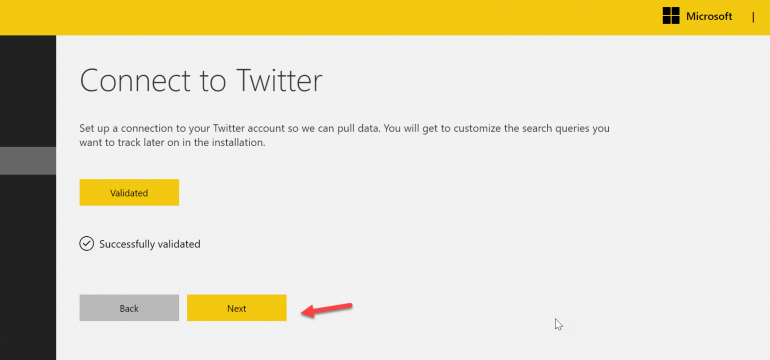 Microsoft |
Connect to Twitter
Set up a connection to your Twitter account so we can pull data. You will get to customize the search queries you
want to track later on in the installation.
Validated
Successfully validated
Back Next